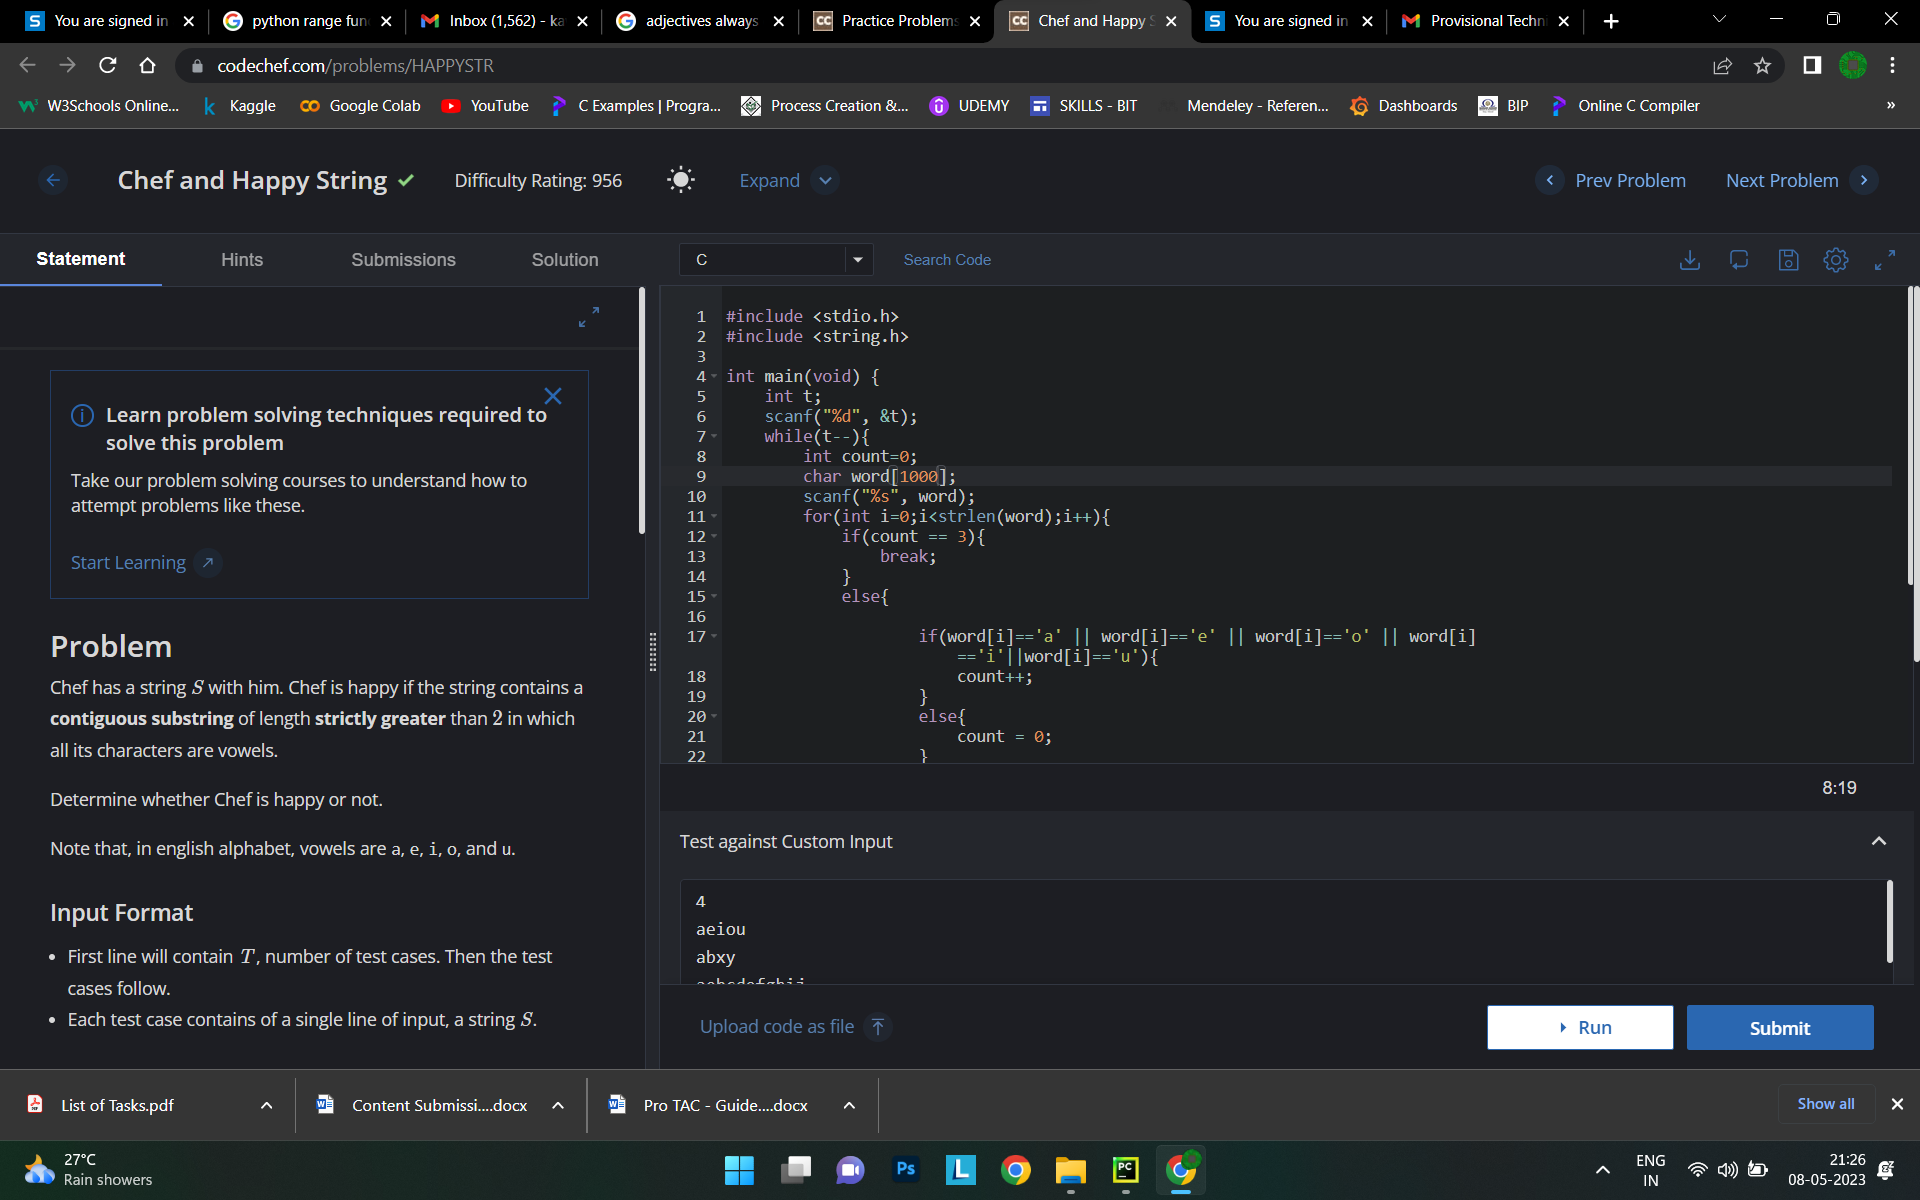 You are signed in
python range fun
Inbox (1,562) - ka
adjectives always
Practice Problems
Chef and Happy S
You are signed in
Provisional Techni
codechef.com/problems/HAPPYSTR
W3Schools Online...
Kaggle
Google Colab
YouTube
C Examples | Progra...
Process Creation &...
UDEMY
SKILLS - BIT
Mendeley - Referen...
Dashboards
BIP
Online C Compiler
»
Chef and Happy String
Difficulty Rating: 956
Expand
Prev Problem
Next Problem
Statement
Hints
Submissions
Solution
C
Search Code
Learn problem solving techniques required to
solve this problem
Take our problem solving courses to understand how to
attempt problems like these.
Start Learning
Problem
Chef has a string S with him. Chef is happy if the string contains a
contiguous substring of length strictly greater than 2 in which
all its characters are vowels.
Determine whether Chef is happy or not.
Note that, in english alphabet, vowels are a, e, i, o, and u.
Input Format
• First line will contain T, number of test cases. Then the test
cases follow.
• Each test case contains of a single line of input, a string S.
1 #include <stdio.h>
2 #include <string.h>
3
4 int main(void) {
5 int t;
6 scanf("%d", &t);
7 while(t--){
8 int count=0;
9 char word[1000];
10 scanf("%s", word);
11 for(int i=0;i<strlen(word);i++){
12 if(count == 3){
13 break;
14 }
15 else{
16
17 if(word[i]=='a' || word[i]=='e' || word[i]=='o' || word[i]
=='i'||word[i]=='u'){
18 count++;
19 }
20 else{
21 count = 0;
22 }
8:19
Test against Custom Input
4
aeiou
abxy
aebcdefghij
Upload code as file
Run
Submit
List of Tasks.pdf
Content Submissi....docx
Pro TAC - Guide....docx
Show all
27°C
Rain showers
Ps
L
PC
ENG
IN
21:26
08-05-2023